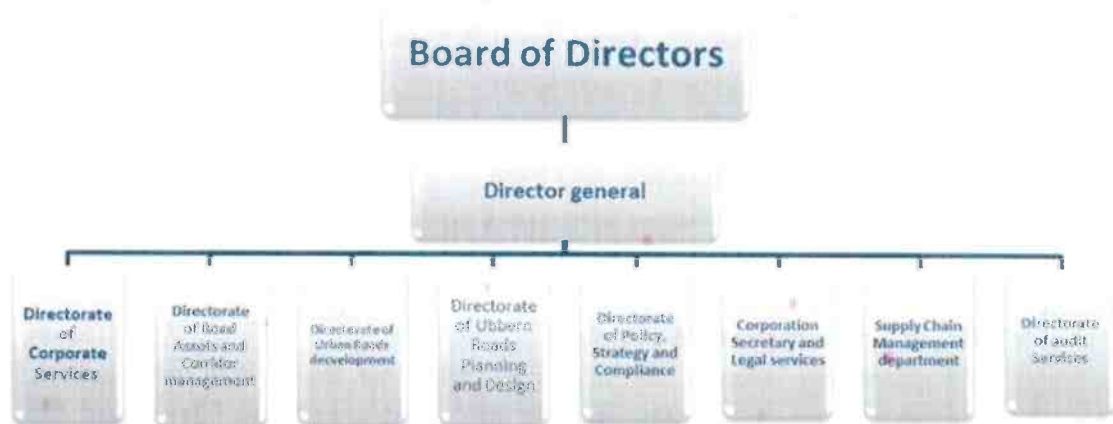 Board of Directors
Director general
Directorate
of
Corporate
Services
Directorate
of Road
Assets and
Corridor
management
Directorate of
Urban Roads
decvelopment
Directorate
of Ubbern
Roads
Planning
and Design
Directorate
of Policy,
Strategy and
Compliance
Corporation
Secretary and
Legal services
Supply Chain
Management
department
Directorate
of audit
Services